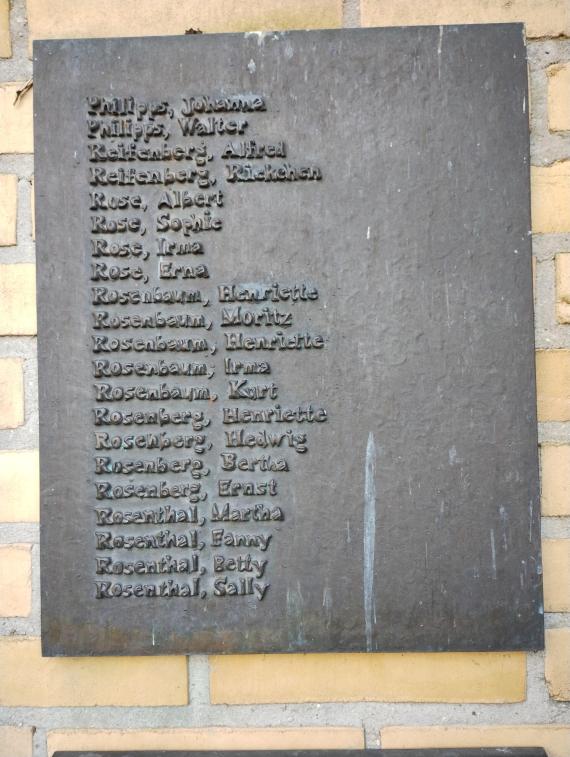 Philipps, Johanna
Philipps, Walter
Reifenberg, Alfred
Reifenberg, Rickchen
Rose, Albert
Rose, Sophie
Rose, Irma
Rose, Erna
Rosenbaum, Henriette
Rosenbaum, Moritz
Rosenbaum, Henriette
Rosenbaum, Irma
Rosenbaum, Kurt
Rosenberg, Henriette
Rosenberg, Hedwig
Rosenberg, Bertha
Rosenberg, Ernst
Rosenthal, Martha
Rosenthal, Fanny
Rosenthal, Betty
Rosenthal, Sally